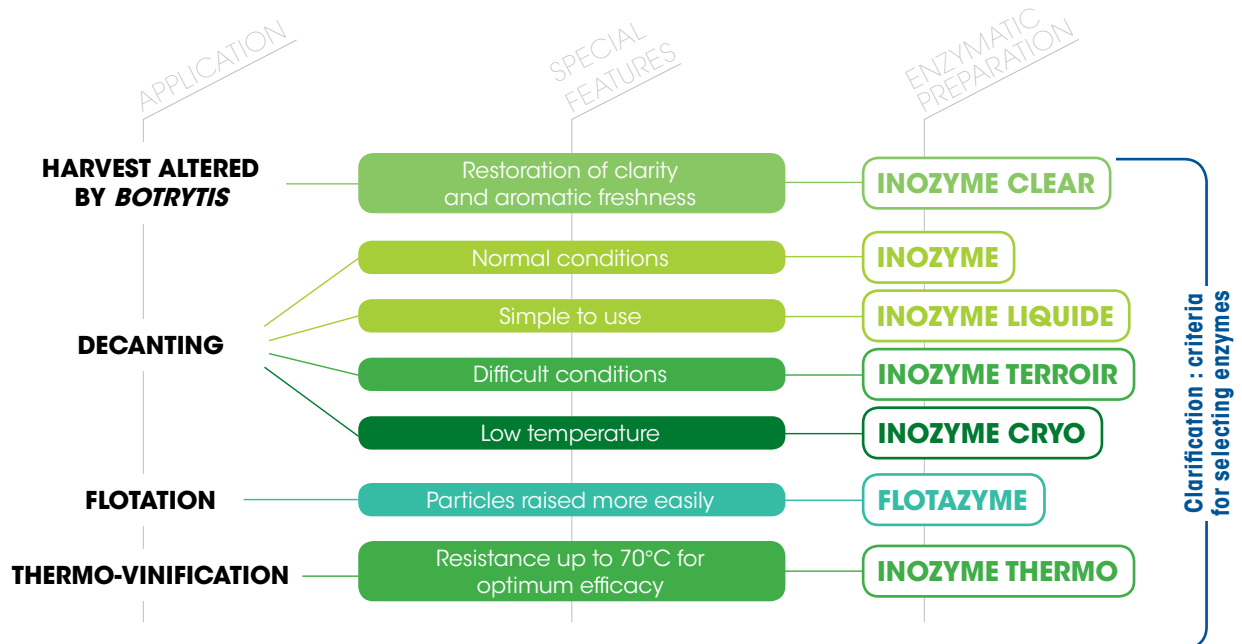 APPLICATION
SPECIAL
FEATURES
ENZYMATIC
PREPARATION
HARVEST ALTERED
BY BOTRYTIS
Restoration of clarity
and aromatic freshness
INOZYME CLEAR
DECANTING
Normal conditions
INOZYME
Simple to use
INOZYME LIQUIDE
Difficult conditions
INOZYME TERROIR
Low temperature
INOZYME CRYO
FLOTATION
Particles raised more easily
FLOTAZYME
THERMO-VINIFICATION
Resistance up to 70°C for
optimum efficacy
INOZYME THERMO
Clarification : criteria
for selecting enzymes